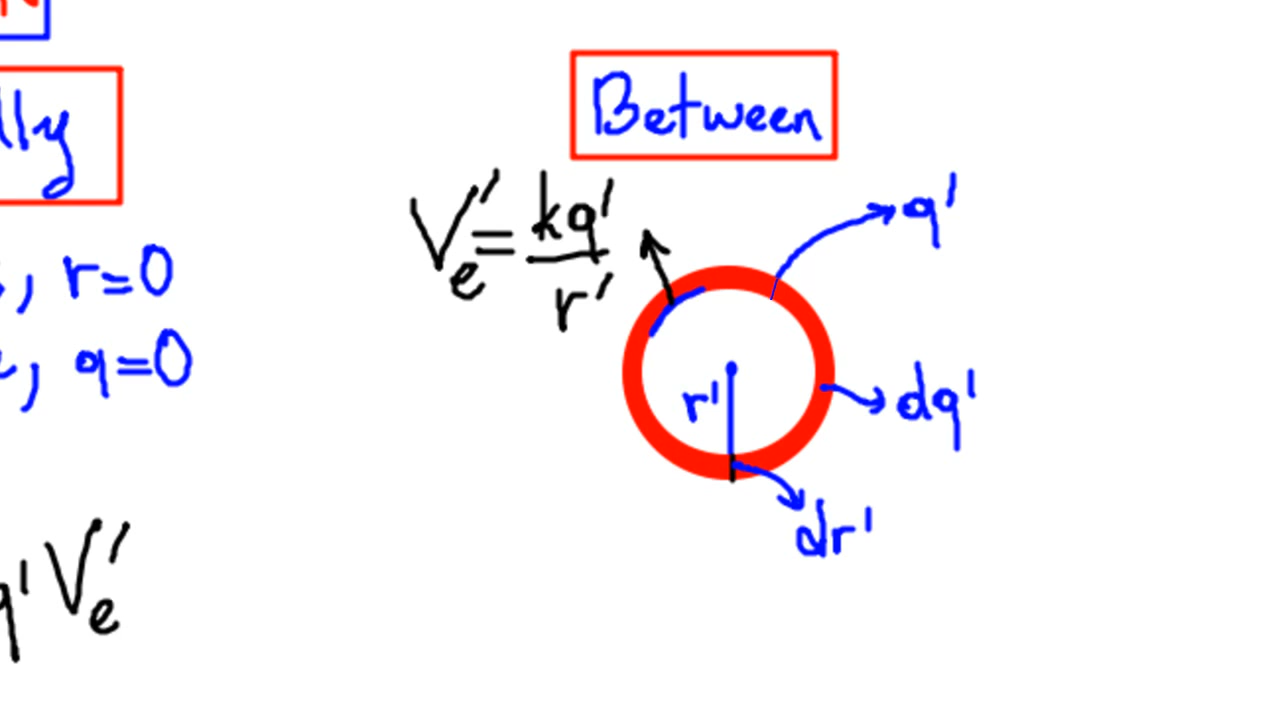 Between
V'e = kq'/r'
q'
, r=0
, q=0
r'
dq'
dr'
q' V'e